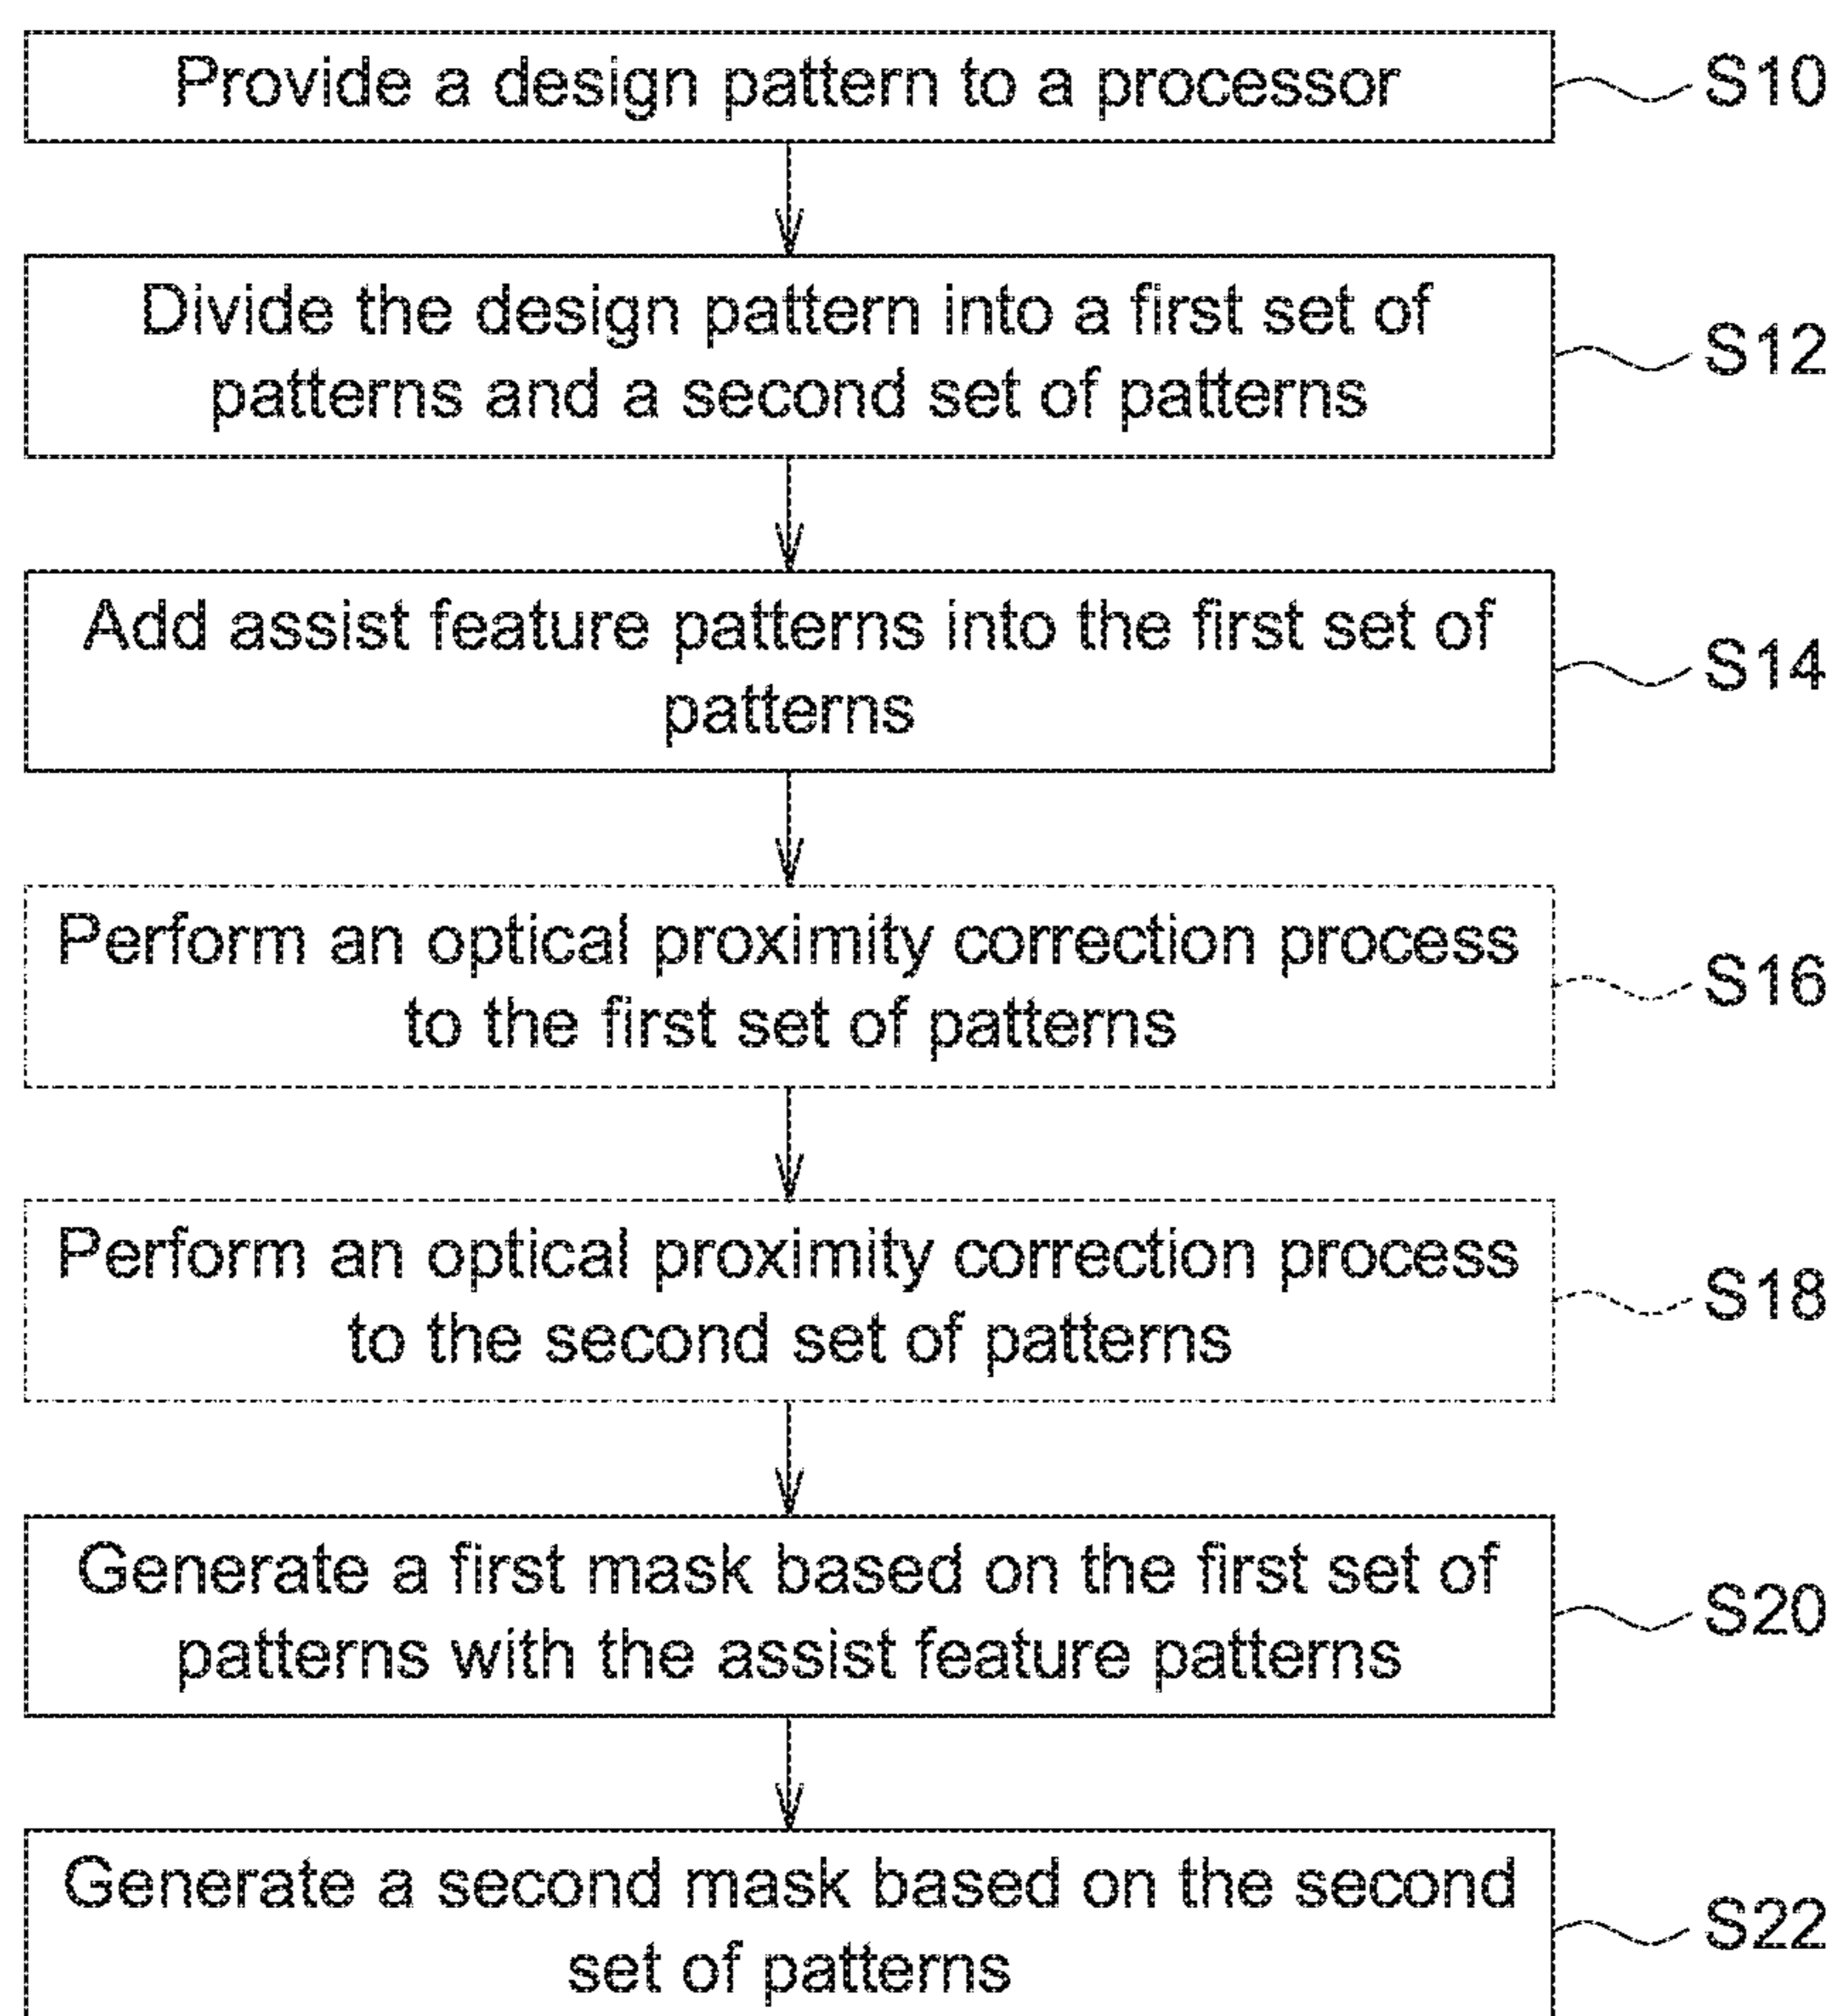 Provide a design pattern to a processor
S10
Divide the design pattern into a first set of
patterns and a second set of patterns
S12
Add assist feature patterns into the first set of
patterns
S14
Perform an optical proximity correction process
to the first set of patterns
S16
Perform an optical proximity correction process
to the second set of patterns
S18
Generate a first mask based on the first set of
patterns with the assist feature patterns
S20
Generate a second mask based on the second
set of patterns
S22